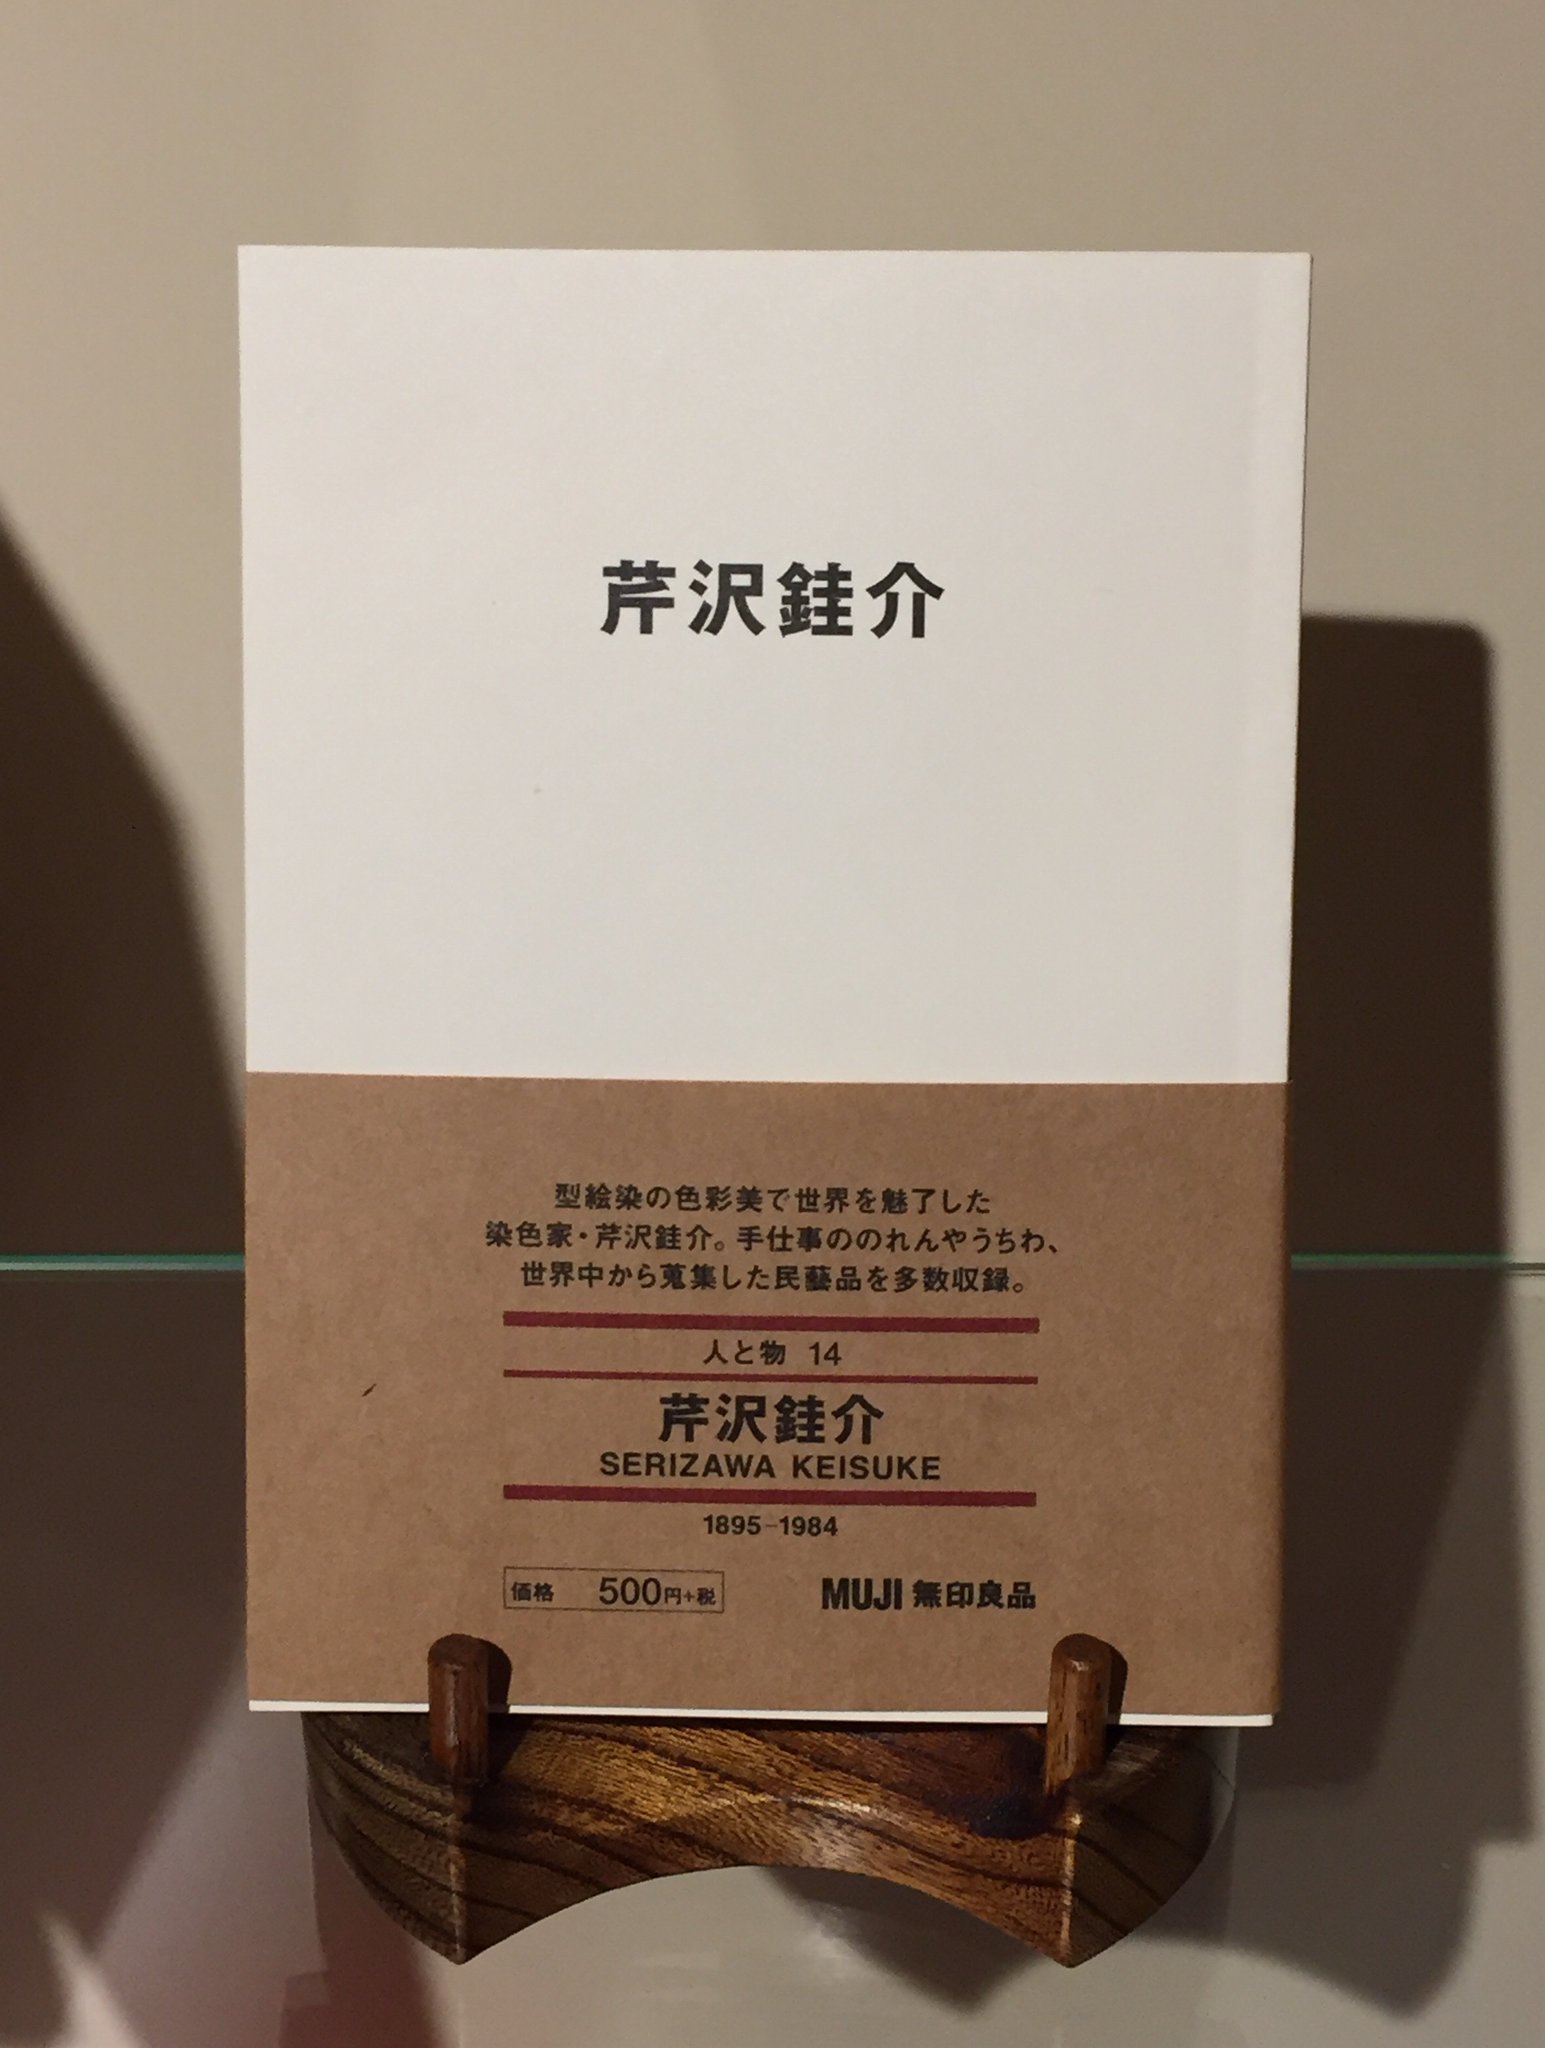 芹沢銈介
型絵染の色彩美で世界を魅了した
染色家・芹沢銈介。手仕事ののれんやうちわ、
世界中から蒐集した民藝品を多数収録。
人と物 14
芹沢銈介
SERIZAWA KEISUKE
1895-1984
価格 500円+税 MUJI 無印良品